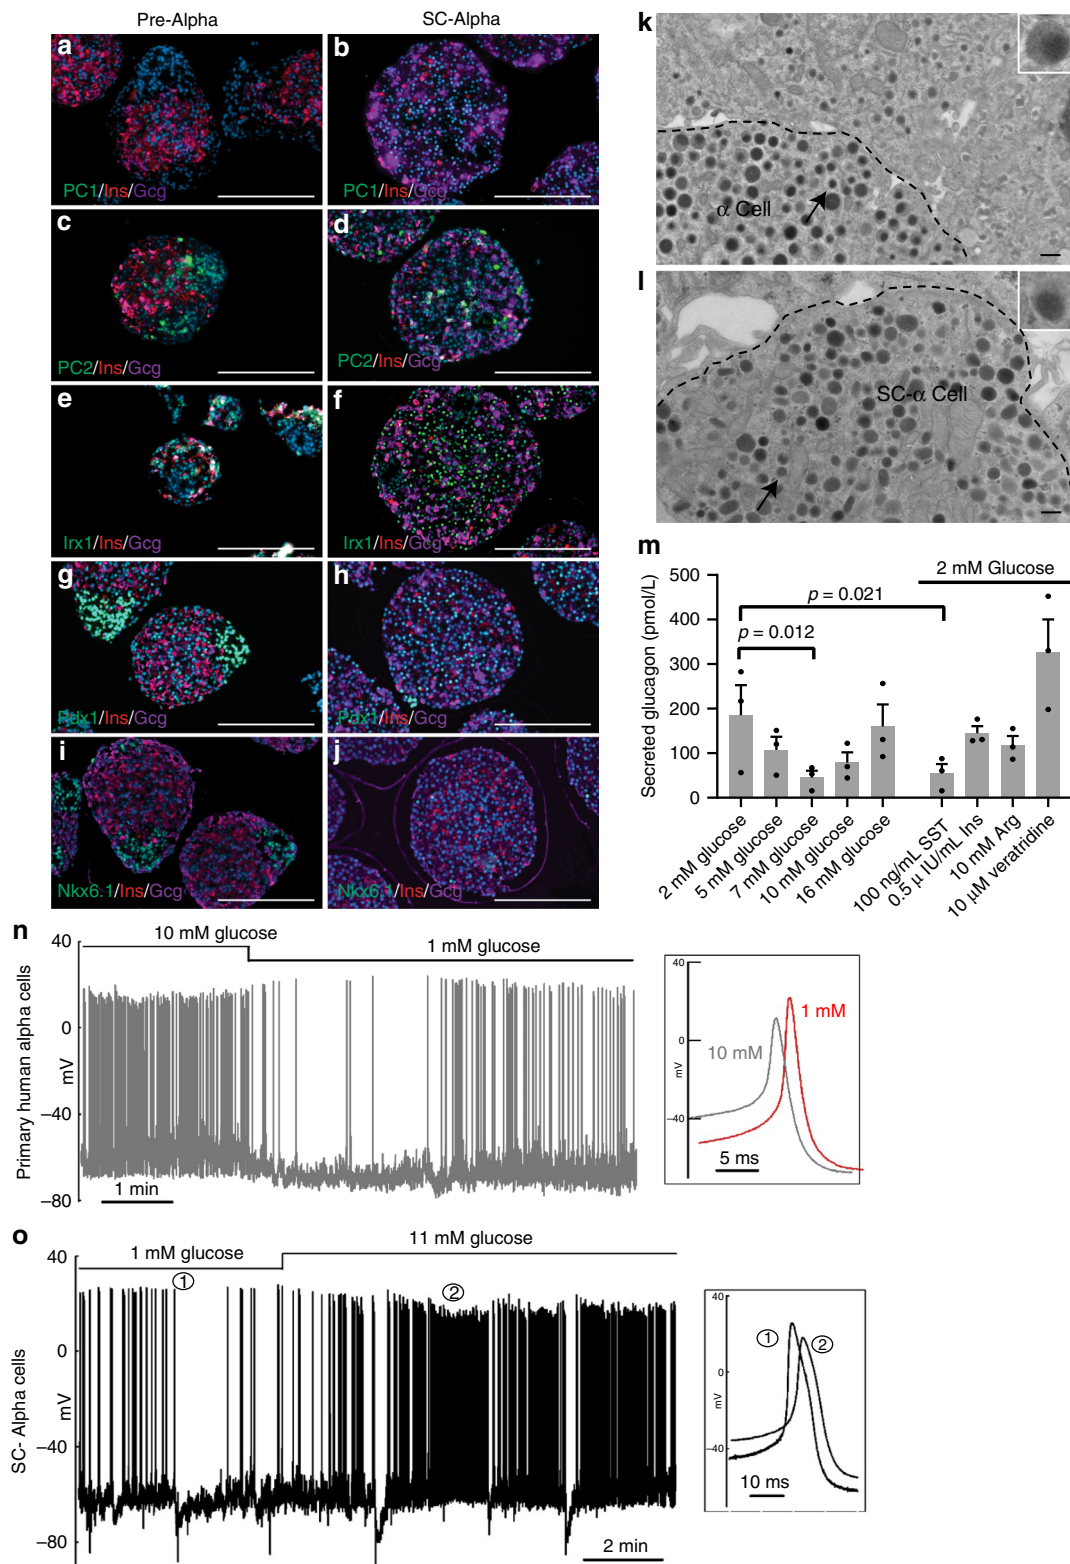 Pre-Alpha
SC-Alpha
a
PC1/Ins/Gcg
b
PC1/Ins/Gcg
c
PC2/Ins/Gcg
d
PC2/Ins/Gcg
e
Irx1/Ins/Gcg
f
Irx1/Ins/Gcg
g
Pdx1/Ins/Gcg
h
Pdx1/Ins/Gcg
i
Nkx6.1/Ins/Gcg
j
Nkx6.1/Ins/Gcg
k
α Cell
l
SC-α Cell
m
2 mM Glucose
p = 0.021
p = 0.012
Secreted glucagon (pmol/L)
500
400
300
200
100
0
2 mM glucose
5 mM glucose
7 mM glucose
10 mM glucose
16 mM glucose
100 ng/mL SST
0.5 µ IU/mL Ins
10 mM Arg
10 µM veratridine
n
10 mM glucose
1 mM glucose
Primary human alpha cells
mV
40
0
−40
−80
1 min
40
0
−40
mV
1 mM
10 mM
5 ms
o
1 mM glucose
11 mM glucose
①
②
SC- Alpha cells
mV
40
0
−40
−80
2 min
40
0
−40
mV
①
②
10 ms